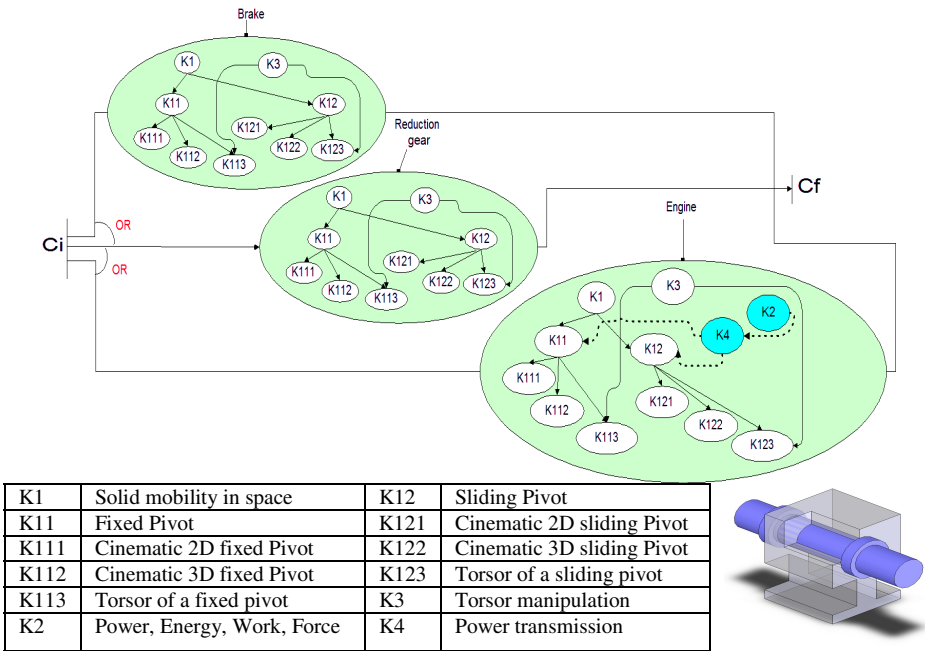 Brake
K1
K3
K11
K12
K121
K111
K122
K123
K112
K113
Reduction
gear
K1
K3
K11
K12
K121
K111
K122
K123
K112
K113
Cf
Ci
OR
OR
Engine
K1
K3
K2
K4
K11
K12
K111
K121
K112
K122
K113
K123
K1 Solid mobility in space K12 Sliding Pivot
K11 Fixed Pivot K121 Cinematic 2D sliding Pivot
K111 Cinematic 2D fixed Pivot K122 Cinematic 3D sliding Pivot
K112 Cinematic 3D fixed Pivot K123 Torsor of a sliding pivot
K113 Torsor of a fixed pivot K3 Torsor manipulation
K2 Power, Energy, Work, Force K4 Power transmission